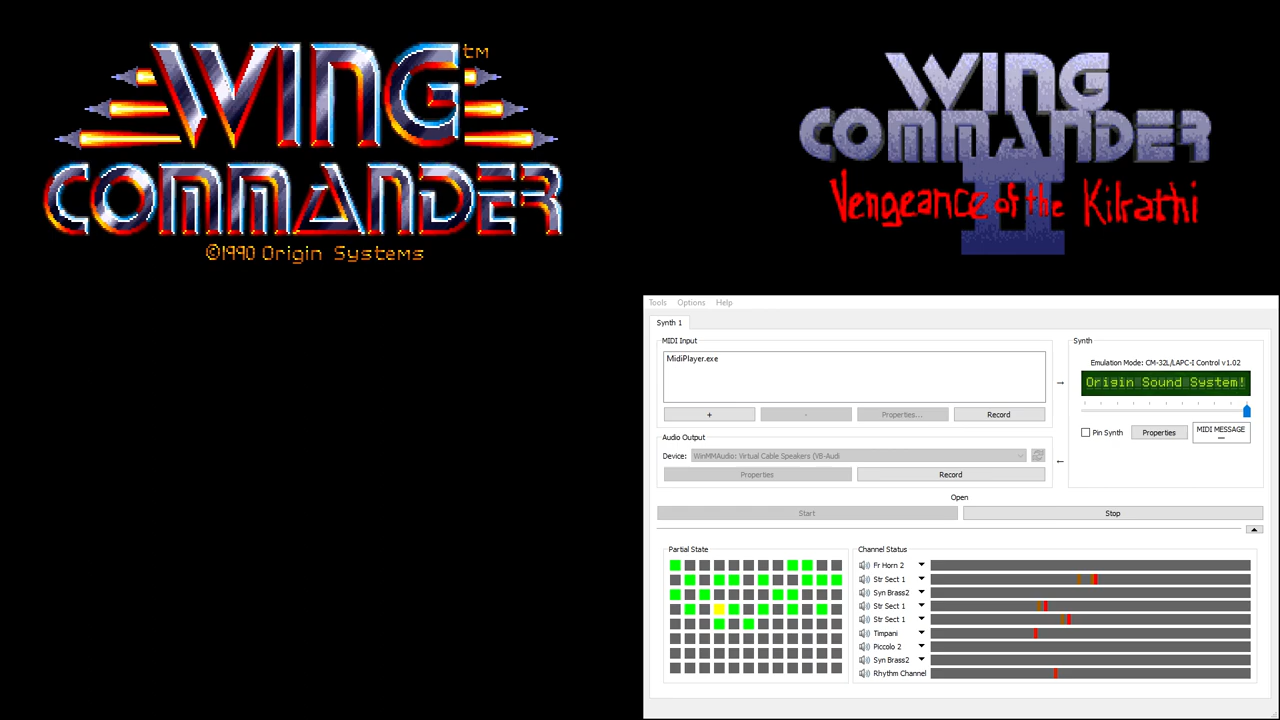 WING TM
COMMANDER
©1990 Origin Systems
WING
COMMANDER
II
Vengeance of the Kilrathi
Tools Options Help
Synth 1
MIDI Input
MidiPlayer.exe
+ - Properties... Record
Audio Output
Device: WinMMAudio: Virtual Cable Speakers (VB-Audi
Properties Record
Synth
Emulation Mode: CM-32L/LAPC-I Control v1.02
Origin Sound System!
Pin Synth Properties MIDI MESSAGE
Open
Start Stop
Partial State
Channel Status
Fr Horn 2
Str Sect 1
Syn Brass2
Str Sect 1
Str Sect 1
Timpani
Piccolo 2
Syn Brass2
Rhythm Channel